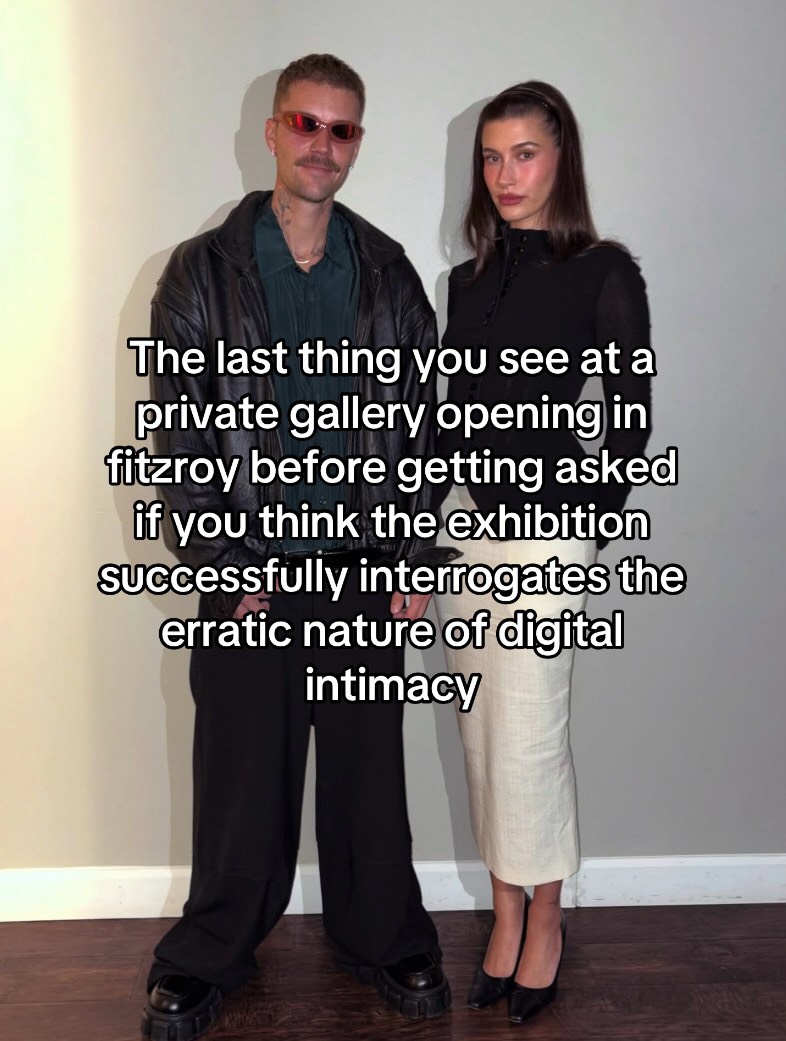 The last thing you see at a
private gallery opening in
fitzroy before getting asked
if you think the exhibition
successfully interrogates the
erratic nature of digital
intimacy